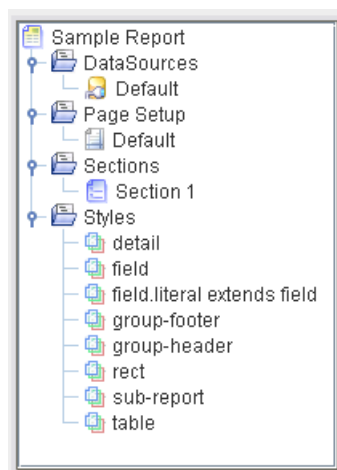 Sample Report
DataSources
Default
Page Setup
Default
Sections
Section 1
Styles
detail
field
field.literal extends field
group-footer
group-header
rect
sub-report
table